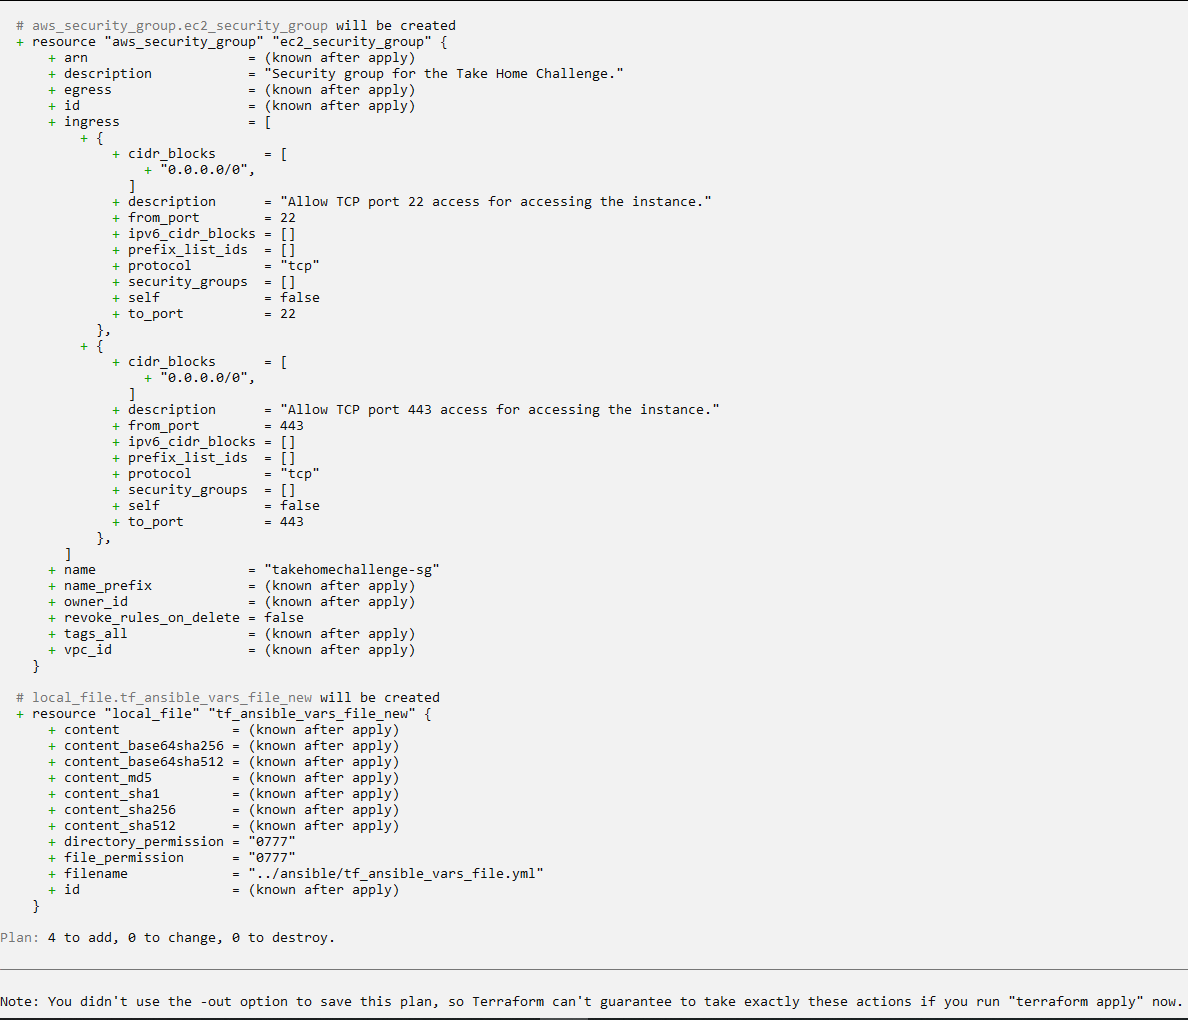 # aws_security_group.ec2_security_group will be created
+ resource "aws_security_group" "ec2_security_group" {
+ arn = (known after apply)
+ description = "Security group for the Take Home Challenge."
+ egress = (known after apply)
+ id = (known after apply)
+ ingress = [
+ {
+ cidr_blocks = [
+ "0.0.0.0/0",
]
+ description = "Allow TCP port 22 access for accessing the instance."
+ from_port = 22
+ ipv6_cidr_blocks = []
+ prefix_list_ids = []
+ protocol = "tcp"
+ security_groups = []
+ self = false
+ to_port = 22
},
+ {
+ cidr_blocks = [
+ "0.0.0.0/0",
]
+ description = "Allow TCP port 443 access for accessing the instance."
+ from_port = 443
+ ipv6_cidr_blocks = []
+ prefix_list_ids = []
+ protocol = "tcp"
+ security_groups = []
+ self = false
+ to_port = 443
},
]
+ name = "takehomechallenge-sg"
+ name_prefix = (known after apply)
+ owner_id = (known after apply)
+ revoke_rules_on_delete = false
+ tags_all = (known after apply)
+ vpc_id = (known after apply)
}
# local_file.tf_ansible_vars_file_new will be created
+ resource "local_file" "tf_ansible_vars_file_new" {
+ content = (known after apply)
+ content_base64sha256 = (known after apply)
+ content_base64sha512 = (known after apply)
+ content_md5 = (known after apply)
+ content_sha1 = (known after apply)
+ content_sha256 = (known after apply)
+ content_sha512 = (known after apply)
+ directory_permission = "0777"
+ file_permission = "0777"
+ filename = "../ansible/tf_ansible_vars_file.yml"
+ id = (known after apply)
}
Plan: 4 to add, 0 to change, 0 to destroy.
Note: You didn't use the -out option to save this plan, so Terraform can't guarantee to take exactly these actions if you run "terraform apply" now.